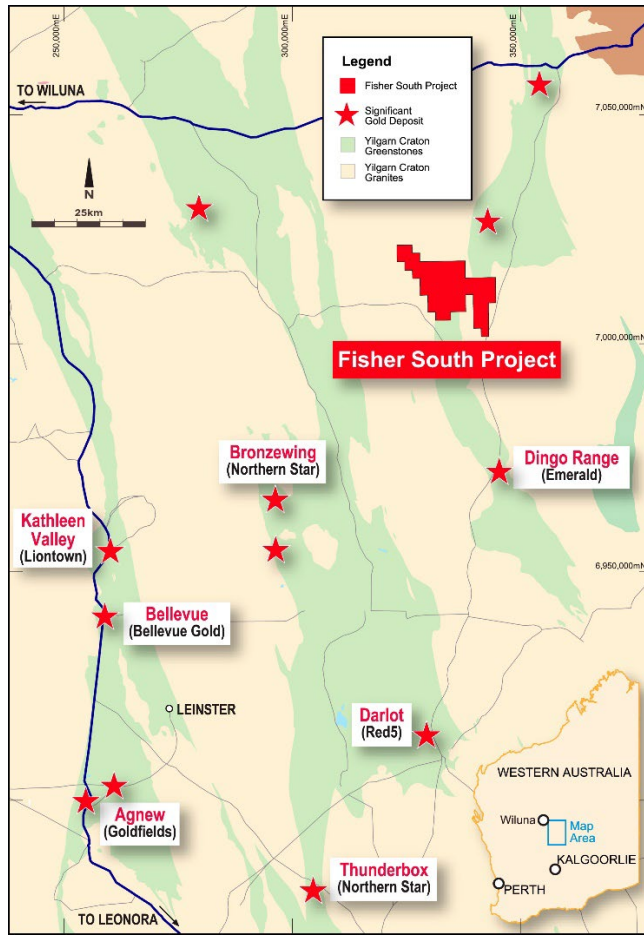 250,000mE
300,000mE
350,000mE
TO WILUNA
N
25km
Legend
Fisher South Project
Significant
Gold Deposit
Yilgarn Craton
Greenstones
Yilgarn Craton
Granites
7,050,000mN
7,000,000mN
Fisher South Project
Bronzewing
(Northern Star)
Dingo Range
(Emerald)
Kathleen
Valley
(Liontown)
6,950,000mN
Bellevue
(Bellevue Gold)
LEINSTER
Darlot
(Red5)
Agnew
(Goldfields)
Thunderbox
(Northern Star)
TO LEONORA
WESTERN AUSTRALIA
Wiluna
Map
Area
KALGOORLIE
PERTH